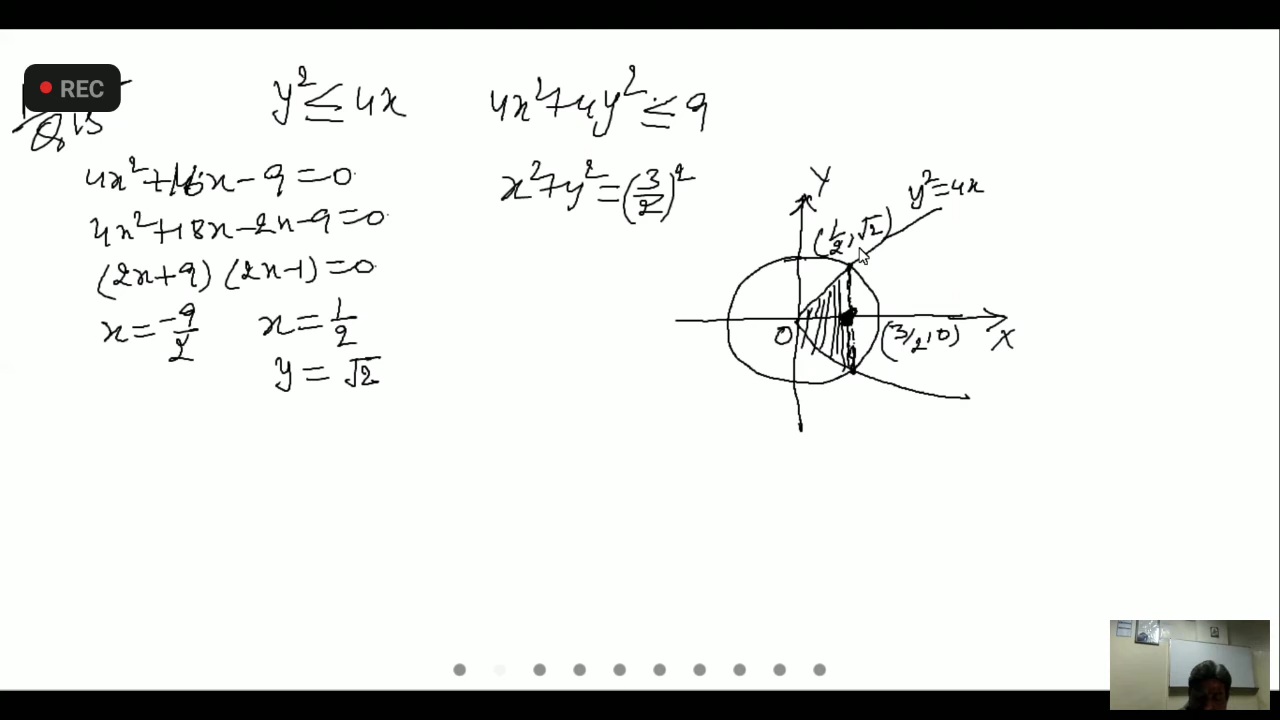 REC
Q 15
y² ≤ 4x    4x² + 4y² ≤ 9
4x² + 16x - 9 = 0    x² + y² = (3/2)²
4x² + 18x - 2x - 9 = 0
(2x + 9) (2x - 1) = 0
x = -9/2    x = 1/2
y = √2
Y
y² = 4x
(1/2, √2)
O
(3/2, 0)
X